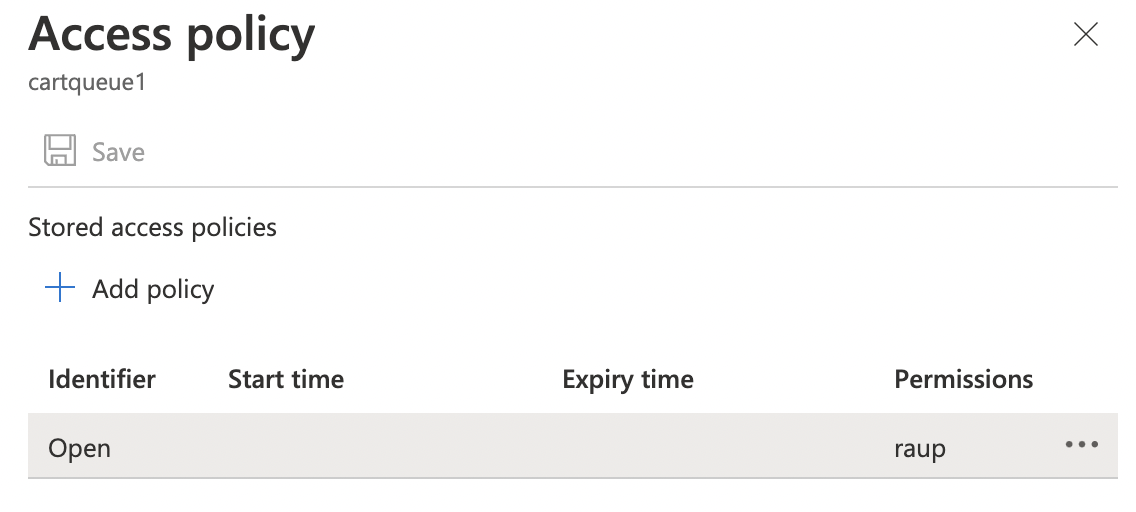 Access policy
cartqueue1
Save
Stored access policies
Add policy
Identifier Start time Expiry time Permissions
Open raup